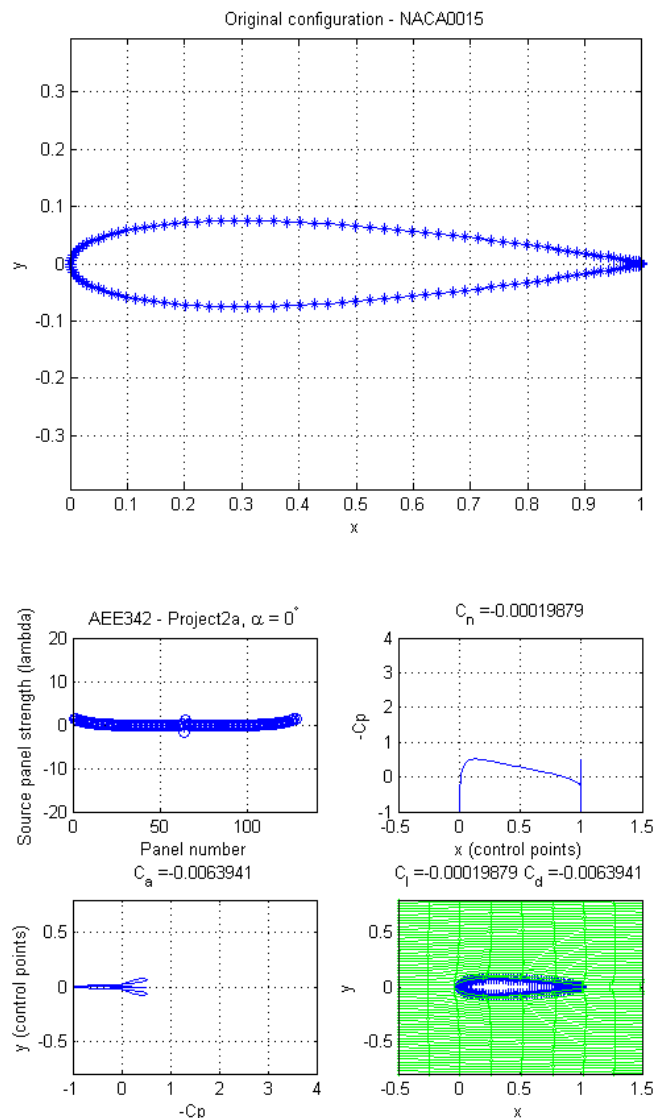 Original configuration - NACA0015
0.3
0.2
0.1
y
0
-0.1
-0.2
-0.3
0 0.1 0.2 0.3 0.4 0.5 0.6 0.7 0.8 0.9 1
x
AEE342 - Project2a, α = 0°
Source panel strength (lambda)
20
10
0
-10
-20
0 50 100
Panel number
C_n =-0.00019879
-Cp
4
3
2
1
0
-1
-0.5 0 0.5 1 1.5
x (control points)
C_a =-0.0063941
y (control points)
0.5
0
-0.5
-1 0 1 2 3 4
-Cp
C_l =-0.00019879 C_d =-0.0063941
y
0.5
0
-0.5
-0.5 0 0.5 1 1.5
x